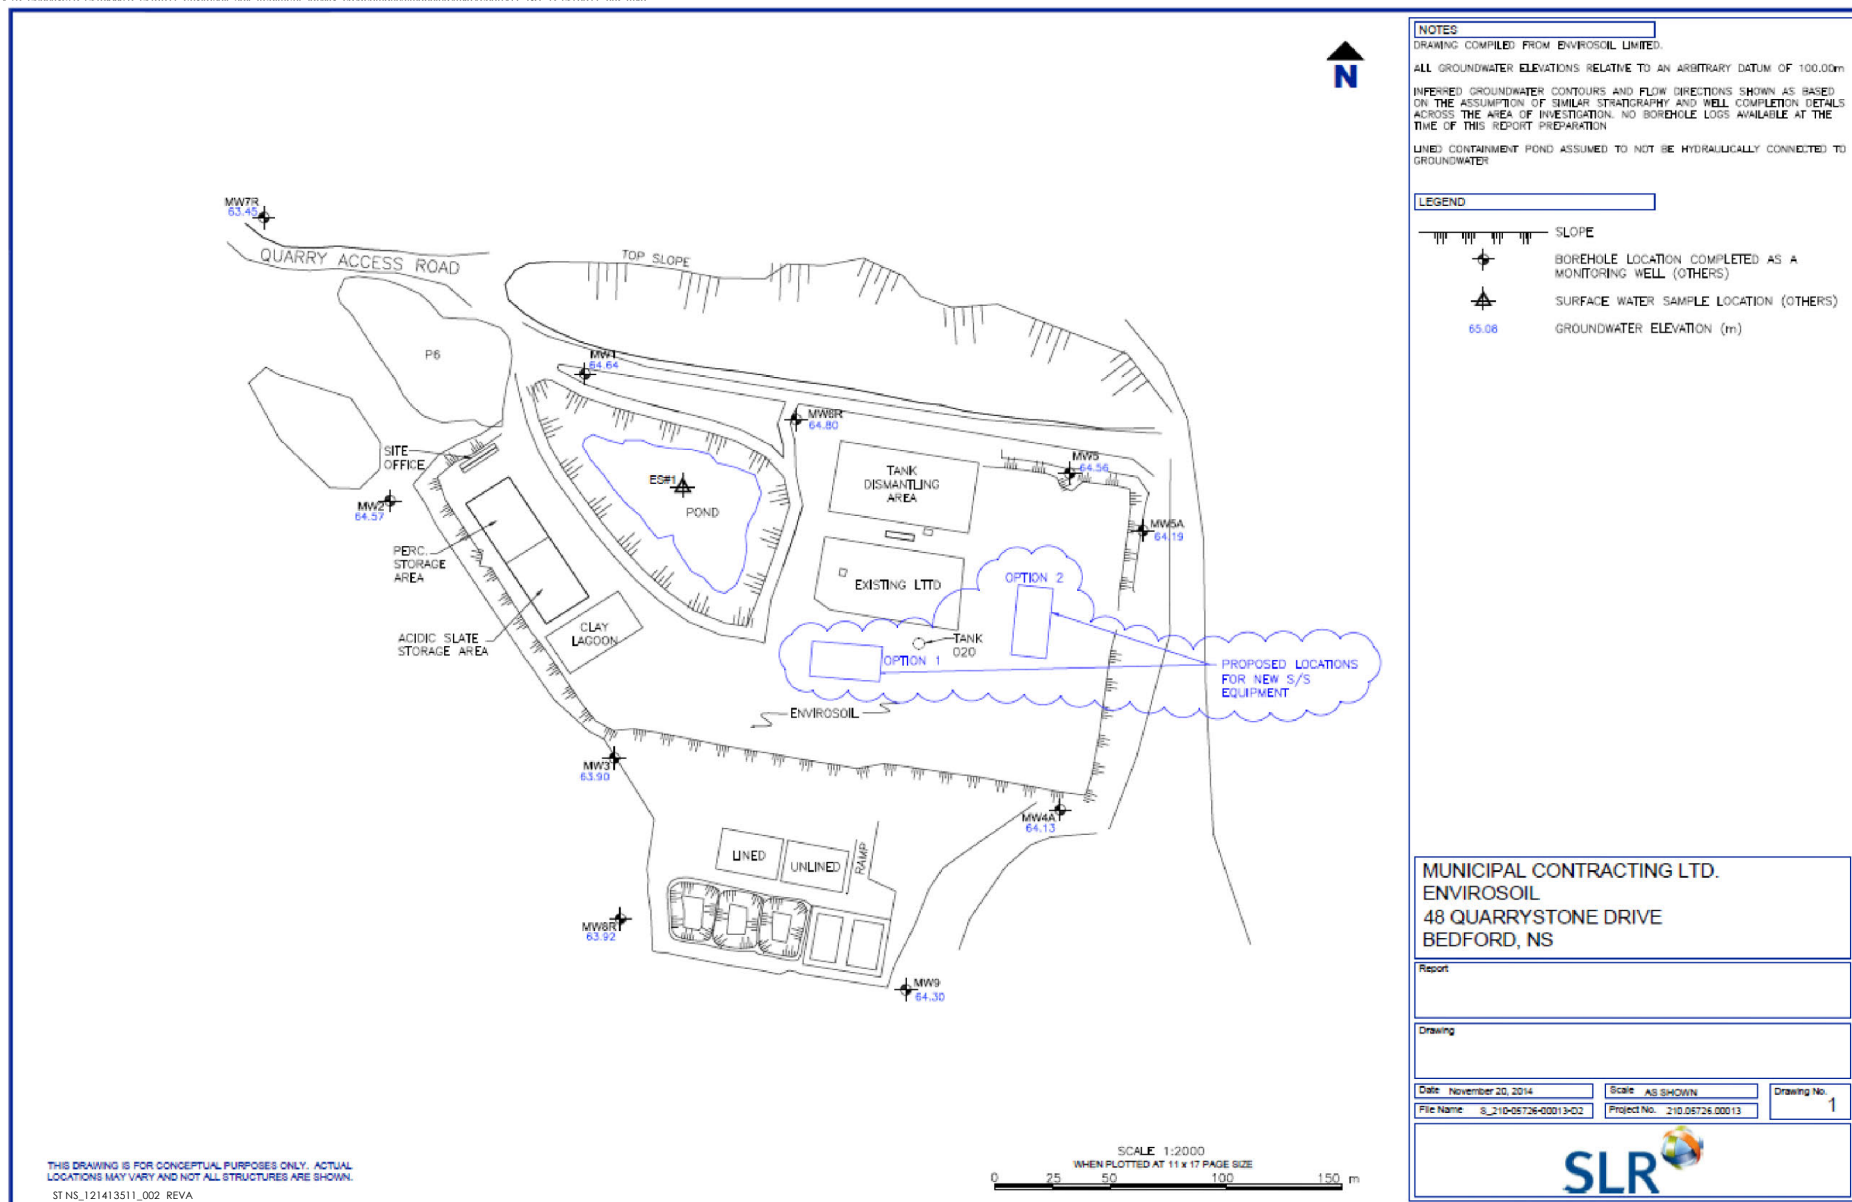 N
NOTES
DRAWING COMPILED FROM ENVIROSOIL LIMITED.
ALL GROUNDWATER ELEVATIONS RELATIVE TO AN ARBITRARY DATUM OF 100.00m
INFERRED GROUNDWATER CONTOURS AND FLOW DIRECTIONS SHOWN AS BASED
ON THE ASSUMPTION OF SIMILAR STRATIGRAPHY AND WELL COMPLETION DETAILS
ACROSS THE AREA OF INVESTIGATION. NO BOREHOLE LOGS AVAILABLE AT THE
TIME OF THIS REPORT PREPARATION
LINED CONTAINMENT POND ASSUMED TO NOT BE HYDRAULICALLY CONNECTED TO
GROUNDWATER
LEGEND
SLOPE
BOREHOLE LOCATION COMPLETED AS A
MONITORING WELL (OTHERS)
SURFACE WATER SAMPLE LOCATION (OTHERS)
65.08
GROUNDWATER ELEVATION (m)
MW7R
63.45
QUARRY ACCESS ROAD
TOP SLOPE
P6
MW1
64.64
MW6R
64.80
SITE
OFFICE
ES#1
POND
TANK
DISMANTLING
AREA
MW5
64.56
MW2
64.57
MW5A
64.19
PERC.
STORAGE
AREA
EXISTING LTTD
OPTION 2
ACIDIC SLATE
STORAGE AREA
CLAY
LAGOON
TANK
020
OPTION 1
PROPOSED LOCATIONS
FOR NEW S/S
EQUIPMENT
ENVIROSOIL
MW3
63.90
MW4A
64.13
LINED
UNLINED
RAMP
MW8R
63.92
MW9
64.30
MUNICIPAL CONTRACTING LTD.
ENVIROSOIL
48 QUARRYSTONE DRIVE
BEDFORD, NS
Report
Drawing
Date November 20, 2014
Scale AS SHOWN
Drawing No.
1
File Name S_210-05726-00013-D2
Project No. 210.05726.00013
SLR
SCALE 1:2000
WHEN PLOTTED AT 11 x 17 PAGE SIZE
0 25 50 100 150 m
THIS DRAWING IS FOR CONCEPTUAL PURPOSES ONLY. ACTUAL
LOCATIONS MAY VARY AND NOT ALL STRUCTURES ARE SHOWN.
ST NS_121413511_002 REVA